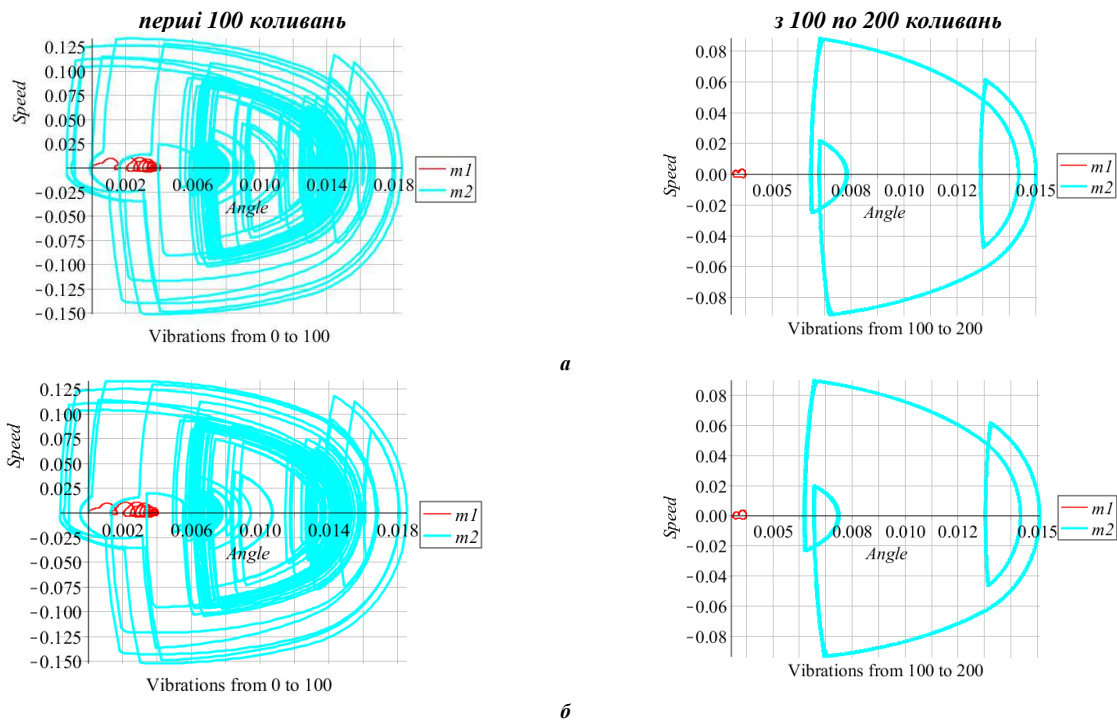 перші 100 коливань
з 100 по 200 коливань
0.125
0.100
0.075
0.050
0.025
0.00
−0.025
−0.050
−0.075
−0.100
−0.125
−0.150
Speed
0.002 0.006 0.010 0.014 0.018
Angle
m1
m2
Vibrations from 0 to 100
0.08
0.06
0.04
0.02
0.00
−0.02
−0.04
−0.06
−0.08
Speed
0.005 0.008 0.010 0.012 0.015
Angle
m1
m2
Vibrations from 100 to 200
а
0.125
0.100
0.075
0.050
0.025
0.00
−0.025
−0.050
−0.075
−0.100
−0.125
−0.150
Speed
0.002 0.006 0.010 0.014 0.018
Angle
m1
m2
Vibrations from 0 to 100
0.08
0.06
0.04
0.02
0.00
−0.02
−0.04
−0.06
−0.08
Speed
0.005 0.008 0.010 0.012 0.015
Angle
m1
m2
Vibrations from 100 to 200
б